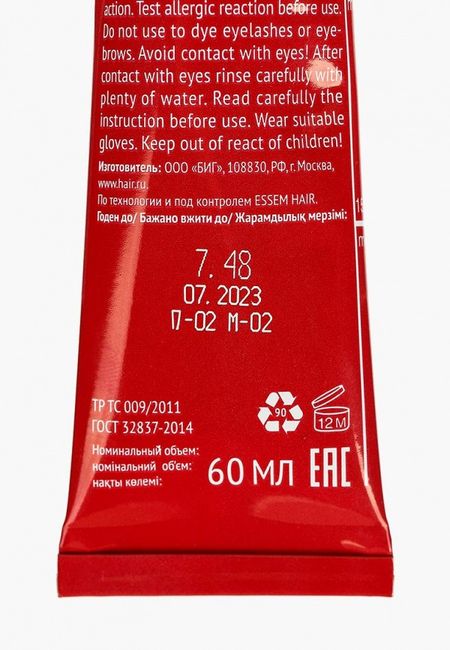 action. Test allergic reaction before use.
Do not use to dye eyelashes or eye-
brows. Avoid contact with eyes! After
contact with eyes rinse carefully with
plenty of water. Read carefully the
instruction before use. Wear suitable
gloves. Keep out of react of children!
Изготовитель: ООО «БИГ», 108830, РФ, г. Москва,
www.hair.ru.
По технологии и под контролем ESSEM HAIR.
Годен до/ Бажано вжити до/ Жарамдылық мерзімі:
7. 48
07. 2023
П-02 М-02
ТР ТС 009/2011
ГОСТ 32837-2014
90
12 M
Номинальный объем:
номінальний об'єм:
нақты көлемі:
60 МЛ
EAC